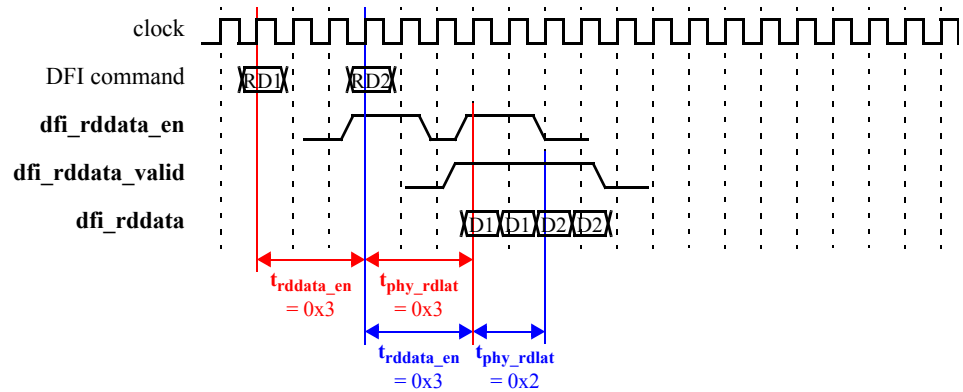 clock
DFI command
RD1 RD2
dfi_rddata_en
dfi_rddata_valid
dfi_rddata
D1 D1 D2 D2
trddata_en tphy_rdlat
= 0x3 = 0x3
trddata_en tphy_rdlat
= 0x3 = 0x2